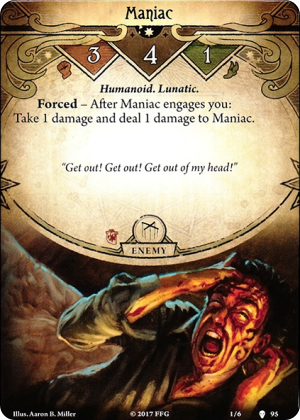 Maniac
3 4 1
Humanoid. Lunatic.
Forced – After Maniac engages you:
Take 1 damage and deal 1 damage to Maniac.
“Get out! Get out! Get out of my head!”
ENEMY
Illus. Aaron B. Miller © 2017 FFG 1/6 95